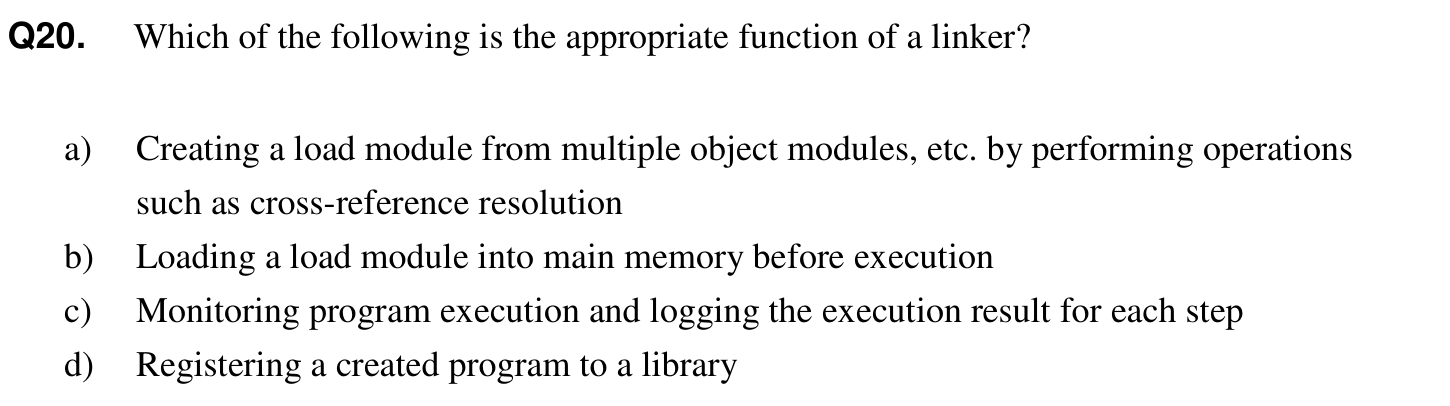 Q20. Which of the following is the appropriate function of a linker?
a) Creating a load module from multiple object modules, etc. by performing operations
such as cross-reference resolution
b) Loading a load module into main memory before execution
c) Monitoring program execution and logging the execution result for each step
d) Registering a created program to a library